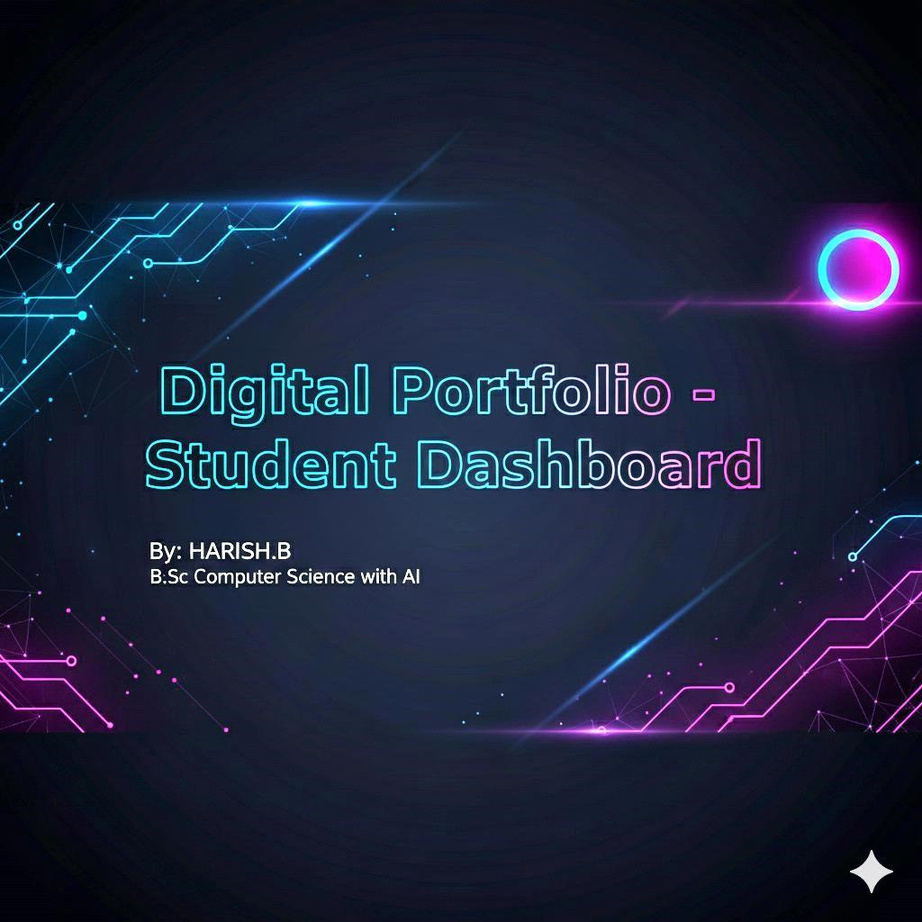 Digital Portfolio -
Student Dashboard
By: HARISH.B
B.Sc Computer Science with AI